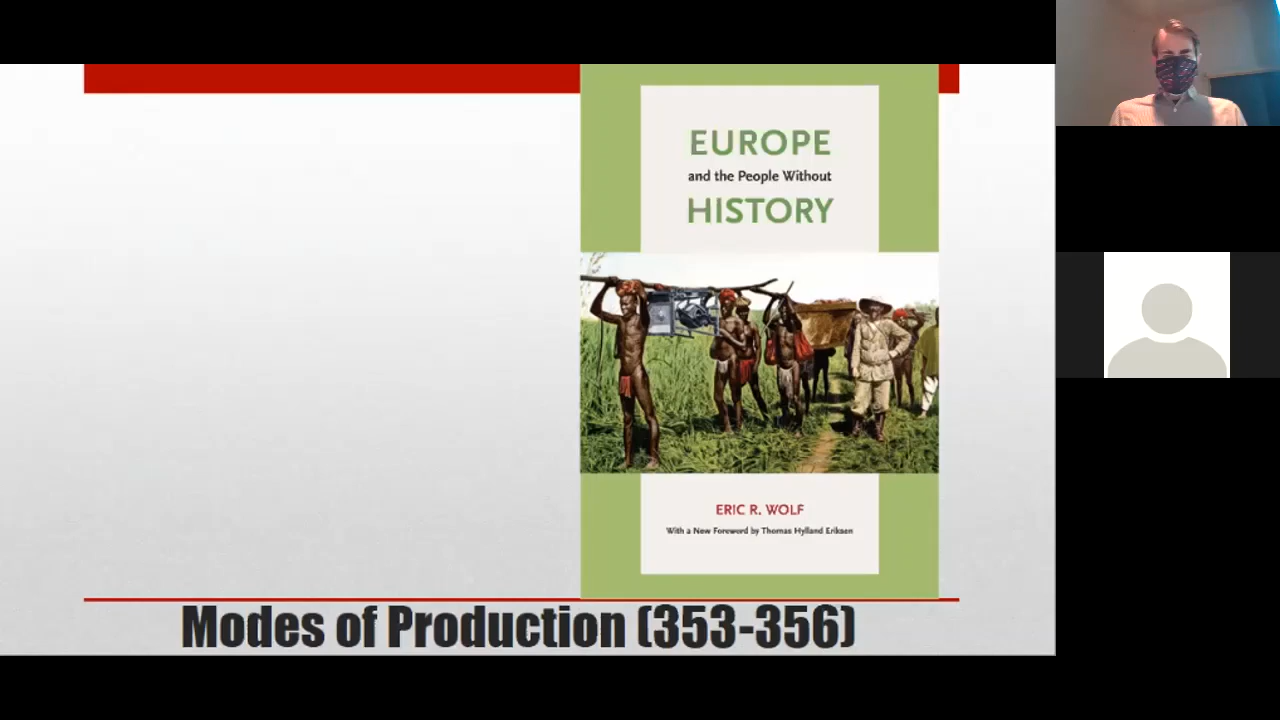 EUROPE
and the People Without
HISTORY
ERIC R. WOLF
With a New Foreword by Thomas Hylland Eriksen
Modes of Production (353-356)